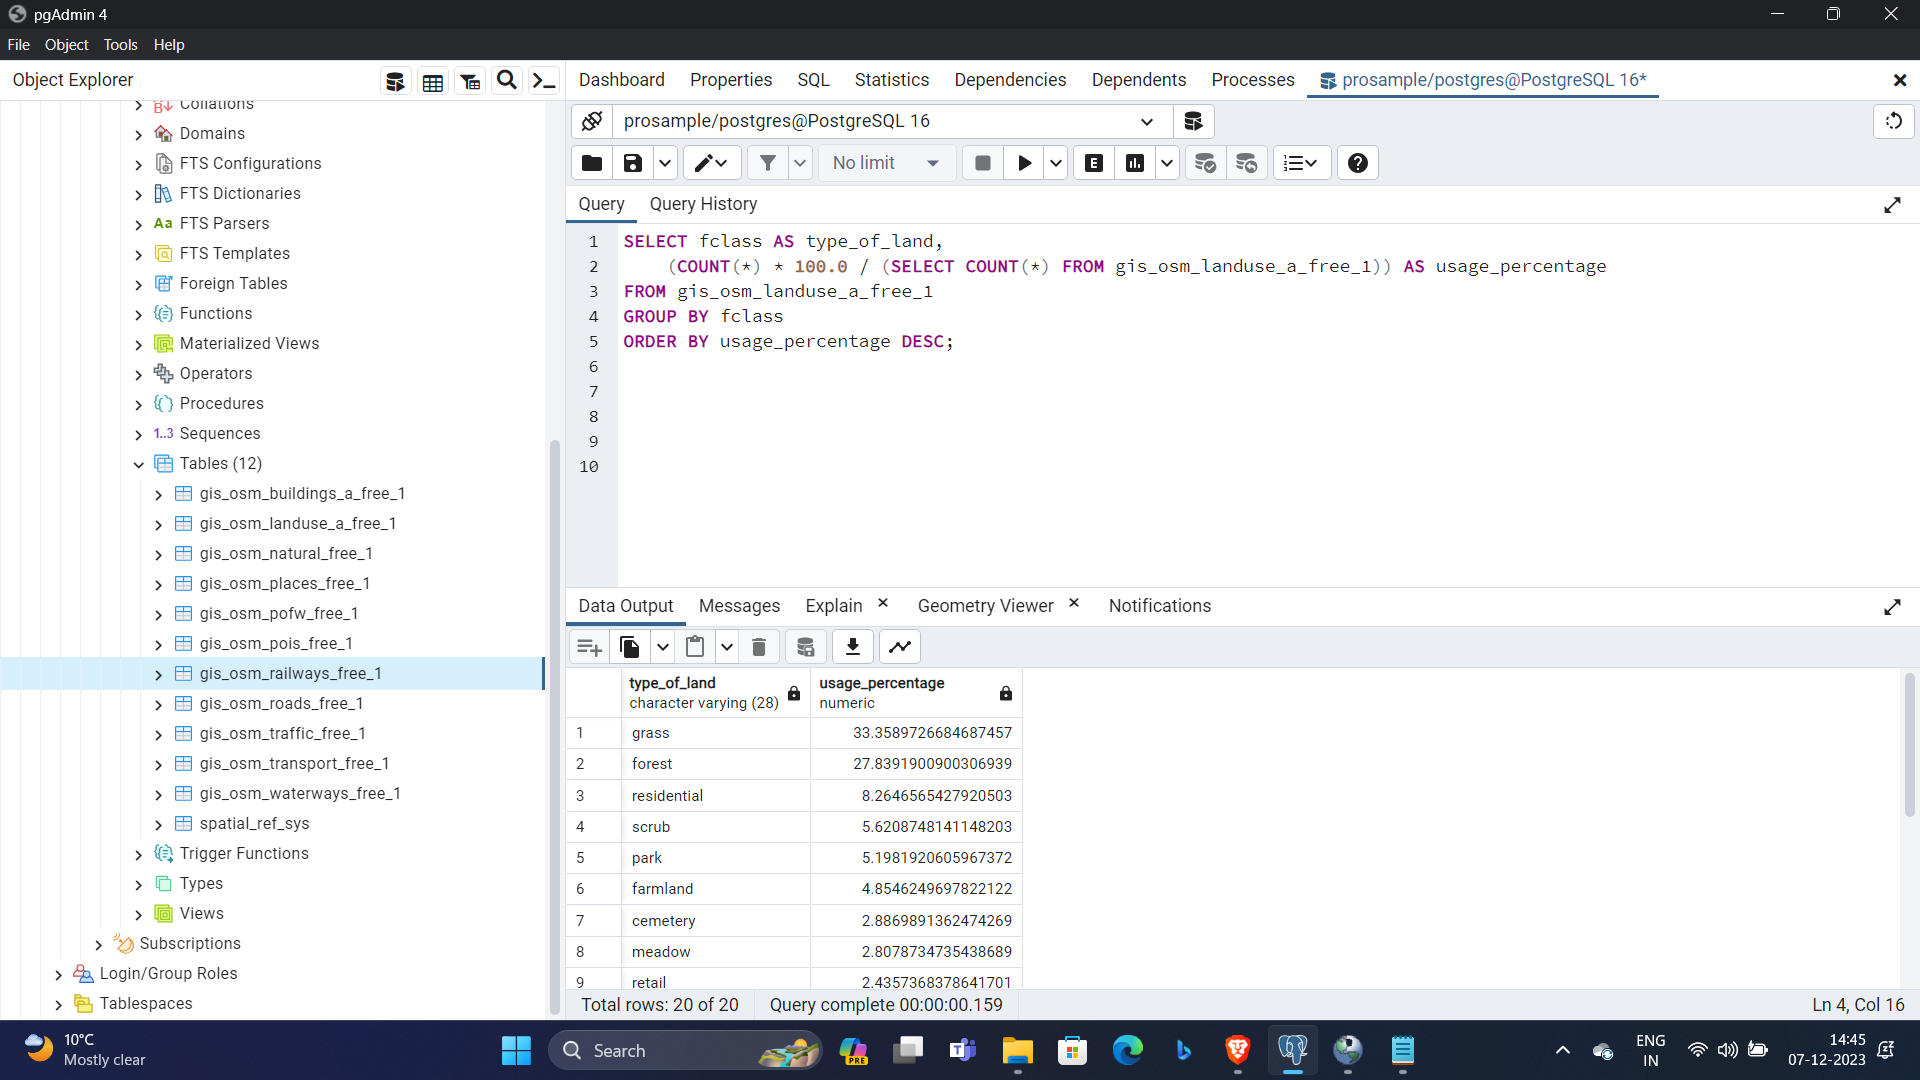 pgAdmin 4
File Object Tools Help
Object Explorer
Dashboard Properties SQL Statistics Dependencies Dependents Processes prosample/postgres@PostgreSQL 16*
Collations
Domains
FTS Configurations
FTS Dictionaries
Aa FTS Parsers
FTS Templates
Foreign Tables
Functions
Materialized Views
Operators
Procedures
1..3 Sequences
Tables (12)
gis_osm_buildings_a_free_1
gis_osm_landuse_a_free_1
gis_osm_natural_free_1
gis_osm_places_free_1
gis_osm_pofw_free_1
gis_osm_pois_free_1
gis_osm_railways_free_1
gis_osm_roads_free_1
gis_osm_traffic_free_1
gis_osm_transport_free_1
gis_osm_waterways_free_1
spatial_ref_sys
Trigger Functions
Types
Views
Subscriptions
Login/Group Roles
Tablespaces
prosample/postgres@PostgreSQL 16
No limit E
Query Query History
1 SELECT fclass AS type_of_land,
2 (COUNT(*) * 100.0 / (SELECT COUNT(*) FROM gis_osm_landuse_a_free_1)) AS usage_percentage
3 FROM gis_osm_landuse_a_free_1
4 GROUP BY fclass
5 ORDER BY usage_percentage DESC;
6
7
8
9
10
Data Output Messages Explain Geometry Viewer Notifications
type_of_land usage_percentage
character varying (28) numeric
1 grass 33.3589726684687457
2 forest 27.8391900900306939
3 residential 8.2646565427920503
4 scrub 5.6208748141148203
5 park 5.1981920605967372
6 farmland 4.8546249697822122
7 cemetery 2.8869891362474269
8 meadow 2.8078734735438689
9 retail 2.4357368378641701
Total rows: 20 of 20 Query complete 00:00:00.159 Ln 4, Col 16
10°C
Mostly clear
Search
PRE
ENG
IN
14:45
07-12-2023